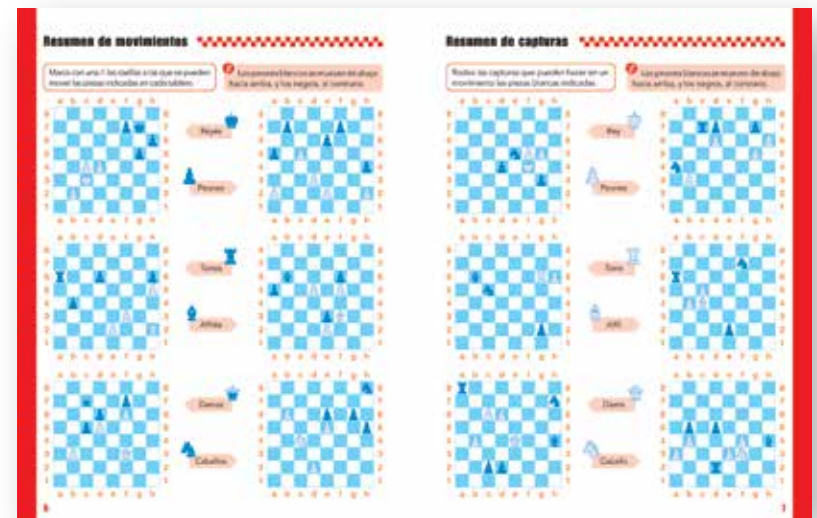 Resumen de movimientos
Marca con una X las casillas a las que se pueden
mover las piezas indicadas en cada tablero.
Los peones blancos se mueven de abajo
hacia arriba, y los negros, al contrario.
Reyes
Peones
Torres
Alfiles
Damas
Caballos
6
Resumen de capturas
Rodea las capturas que pueden hacer en un
movimiento las piezas blancas indicadas.
Los peones blancos se mueven de abajo
hacia arriba, y los negros, al contrario.
Rey
Peones
Torre
Alfil
Dama
Caballo
7